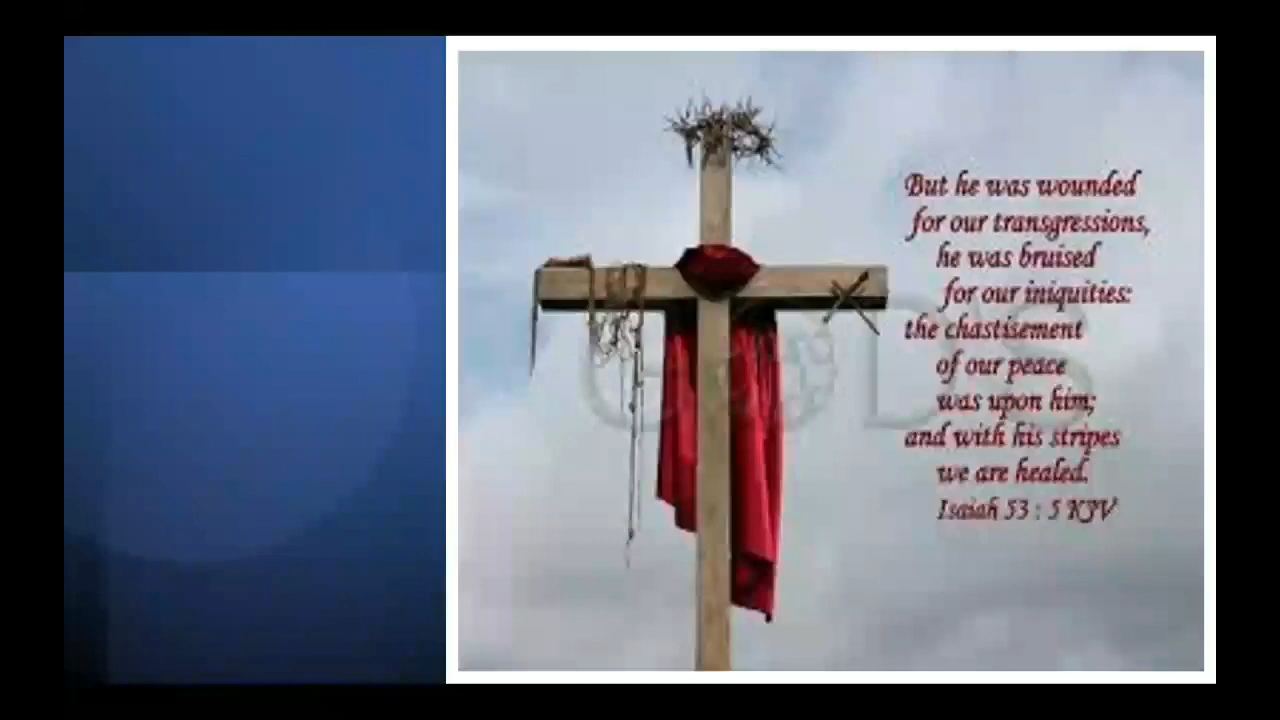 But he was wounded
for our transgressions,
he was bruised
for our iniquities:
the chastisement
of our peace
was upon him;
and with his stripes
we are healed.
Isaiah 53 : 5 KJV